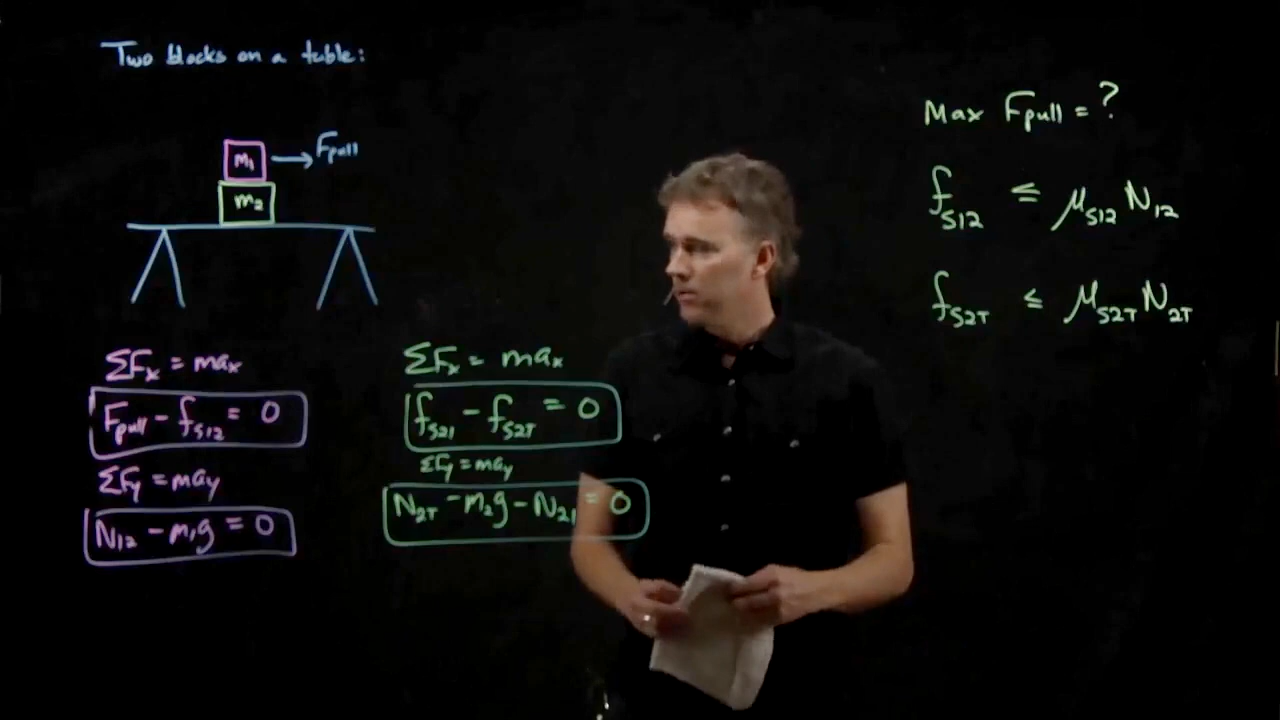 Two blocks on a table:
m₁
Fpull
m₂
ΣFₓ = maₓ
Fpull - fₛ₁₂ = 0
ΣFy = may
N₁₂ - m₁g = 0
ΣFₓ = maₓ
fₛ₂₁ - fₛ₂T = 0
ΣFy = may
N₂T - m₂g - N₂₁ = 0
Max Fpull = ?
fₛ₁₂ ≤ μₛ₁₂ N₁₂
fₛ₂T ≤ μₛ₂T N₂T